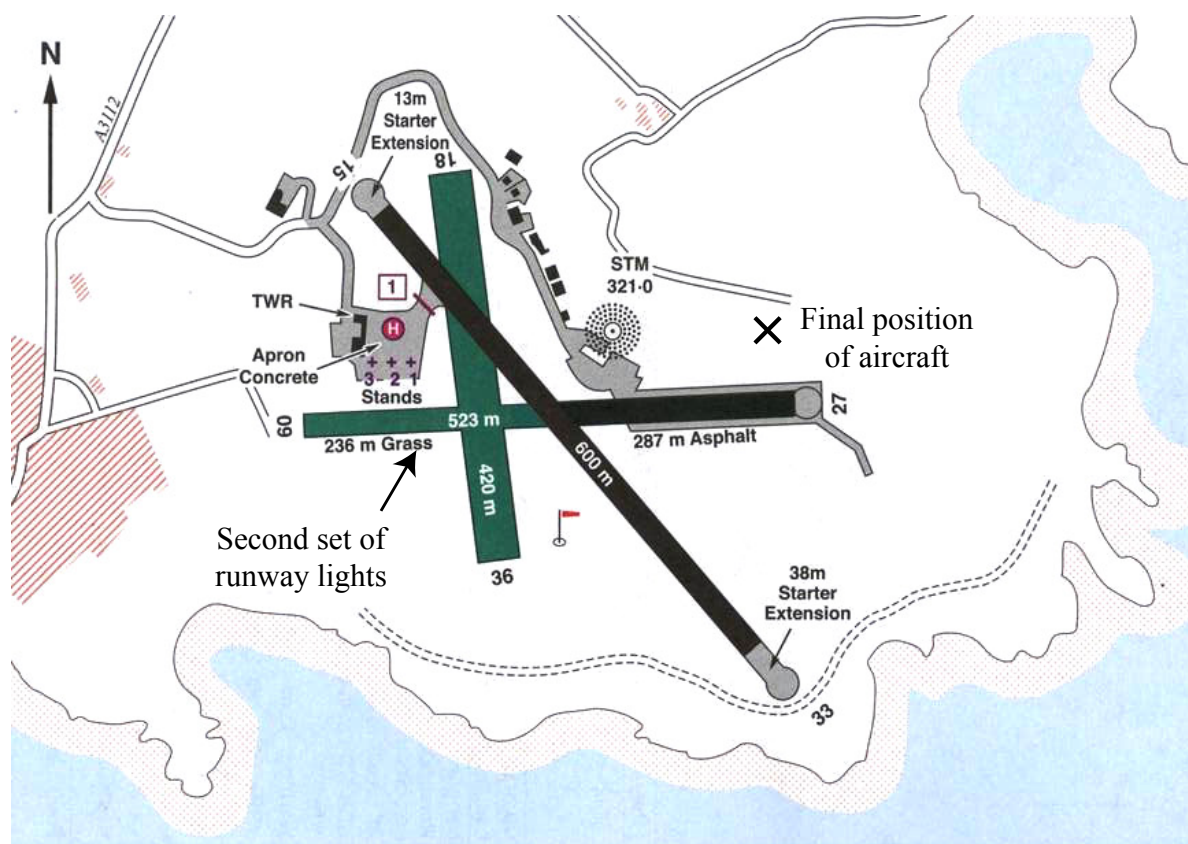 N
A3112
13m
Starter
Extension
15
18
STM
321·0
1
TWR
H
Final position
of aircraft
Apron
Concrete
3 2 1
Stands
09
523 m
27
236 m Grass
287 m Asphalt
600 m
420 m
Second set of
runway lights
36
38m
Starter
Extension
33